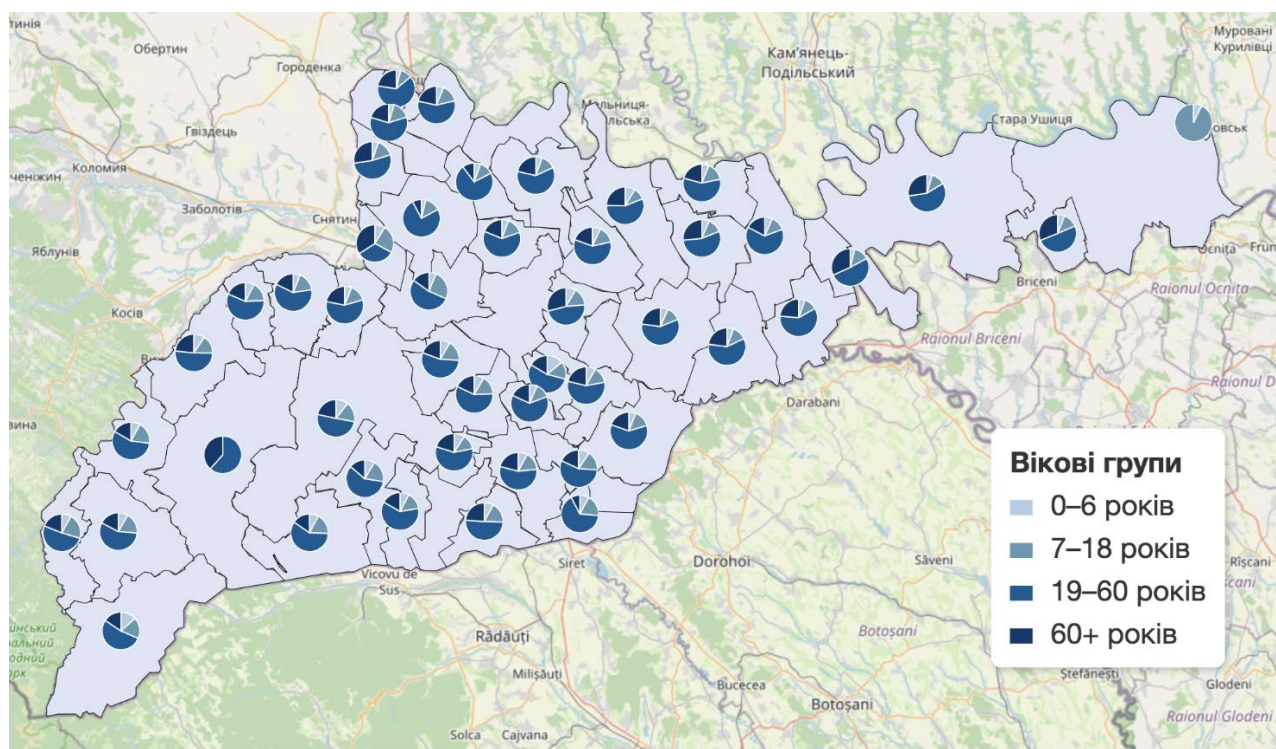 Обертин
Городенка
Кам'янець-
Подільський
Муровані
Курилівці
Гвіздець
Стара Ушиця
Коломия
Заболотів
Снятин
Яблунів
Косів
Ocnița
Briceni
Raionul Ocnița
Raionul Briceni
Darabani
Вікові групи
0–6 років
7–18 років
19–60 років
60+ років
Siret
Dorohoi
Săveni
Rîșcani
Vicovu de
Sus
Rădăuți
Botoșani
Milișăuți
Bucecea
Botoșani
Ștefănești
Glodeni
Raionul Glodeni
Solca
Cajvana